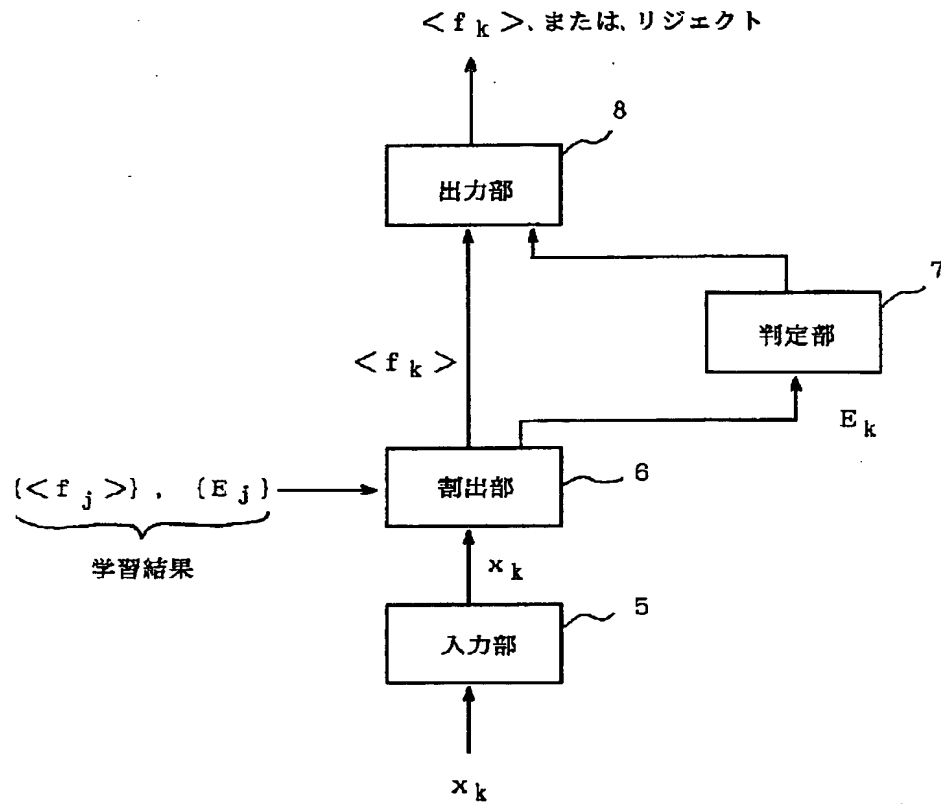 <f k>、または、リジェクト
8
出力部
7
判定部
<f k>
E k
{<f j>}, {E j}
割出部
6
学習結果
x k
5
入力部
x k